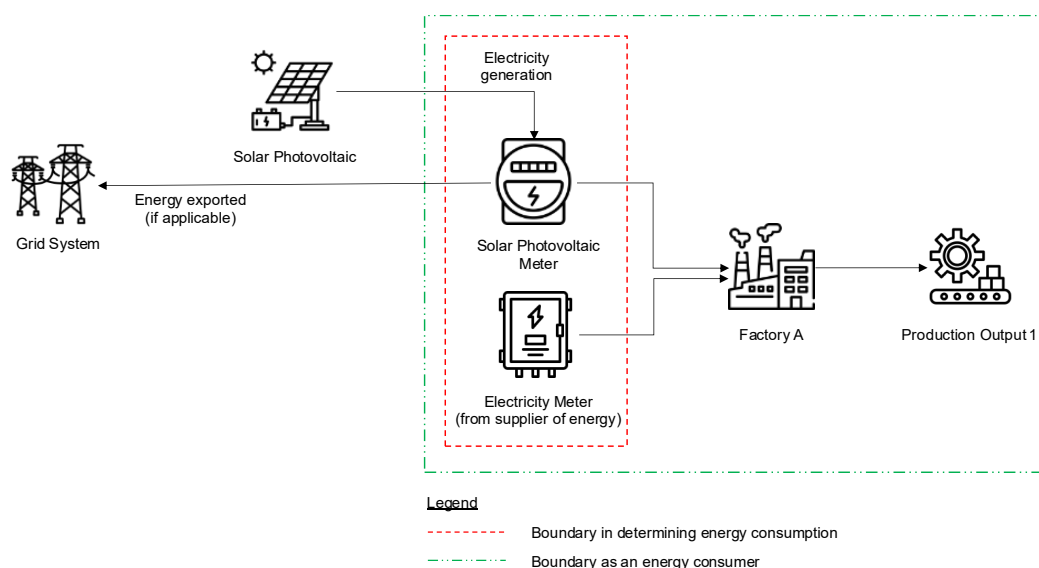 Electricity
generation
Solar Photovoltaic
Energy exported
(if applicable)
Grid System
Solar Photovoltaic
Meter
Factory A
Production Output 1
Electricity Meter
(from supplier of energy)
Legend
Boundary in determining energy consumption
Boundary as an energy consumer